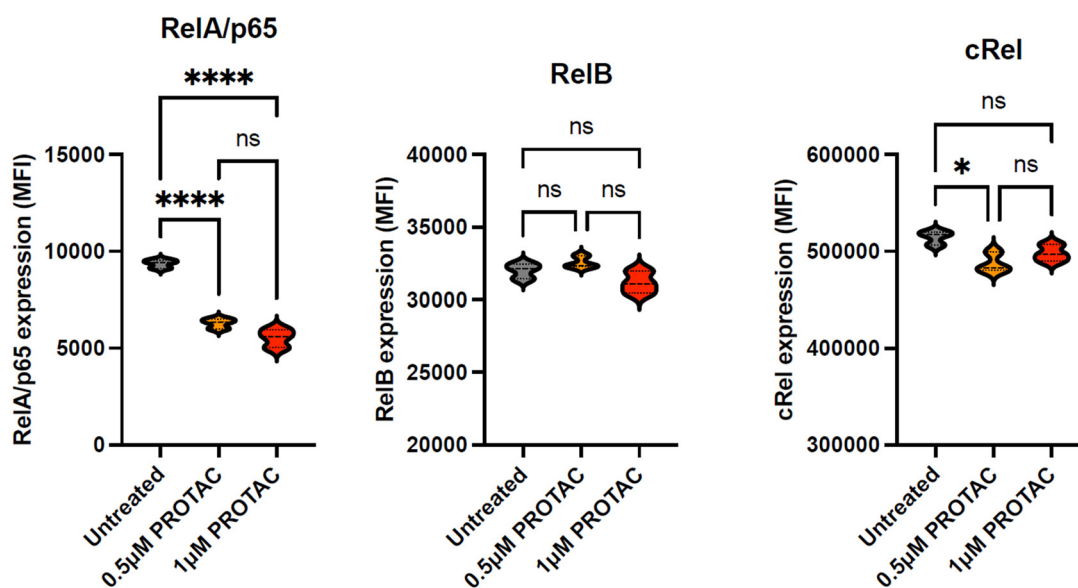 RelA/p65
****
ns
****
RelA/p65 expression (MFI)
15000
10000
5000
0
Untreated
0.5µM PROTAC
1µM PROTAC
RelB
ns
ns
ns
RelB expression (MFI)
40000
35000
30000
25000
20000
Untreated
0.5µM PROTAC
1µM PROTAC
cRel
ns
*
ns
cRel expression (MFI)
600000
500000
400000
300000
Untreated
0.5µM PROTAC
1µM PROTAC